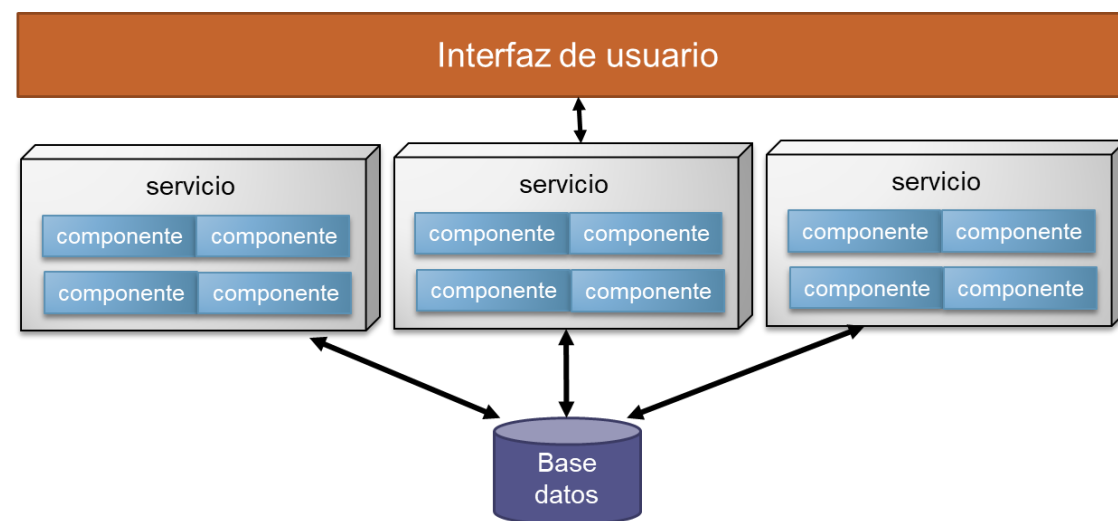 Interfaz de usuario
servicio
componente componente
componente componente
servicio
componente componente
componente componente
servicio
componente componente
componente componente
Base
datos